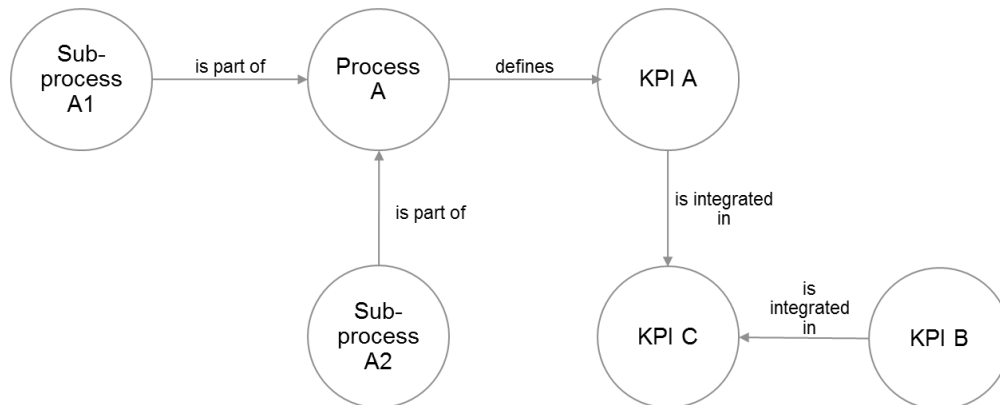 Sub-
process
A1
is part of
Process
A
defines
KPI A
is part of
is integrated
in
Sub-
process
A2
KPI C
is
integrated
in
KPI B